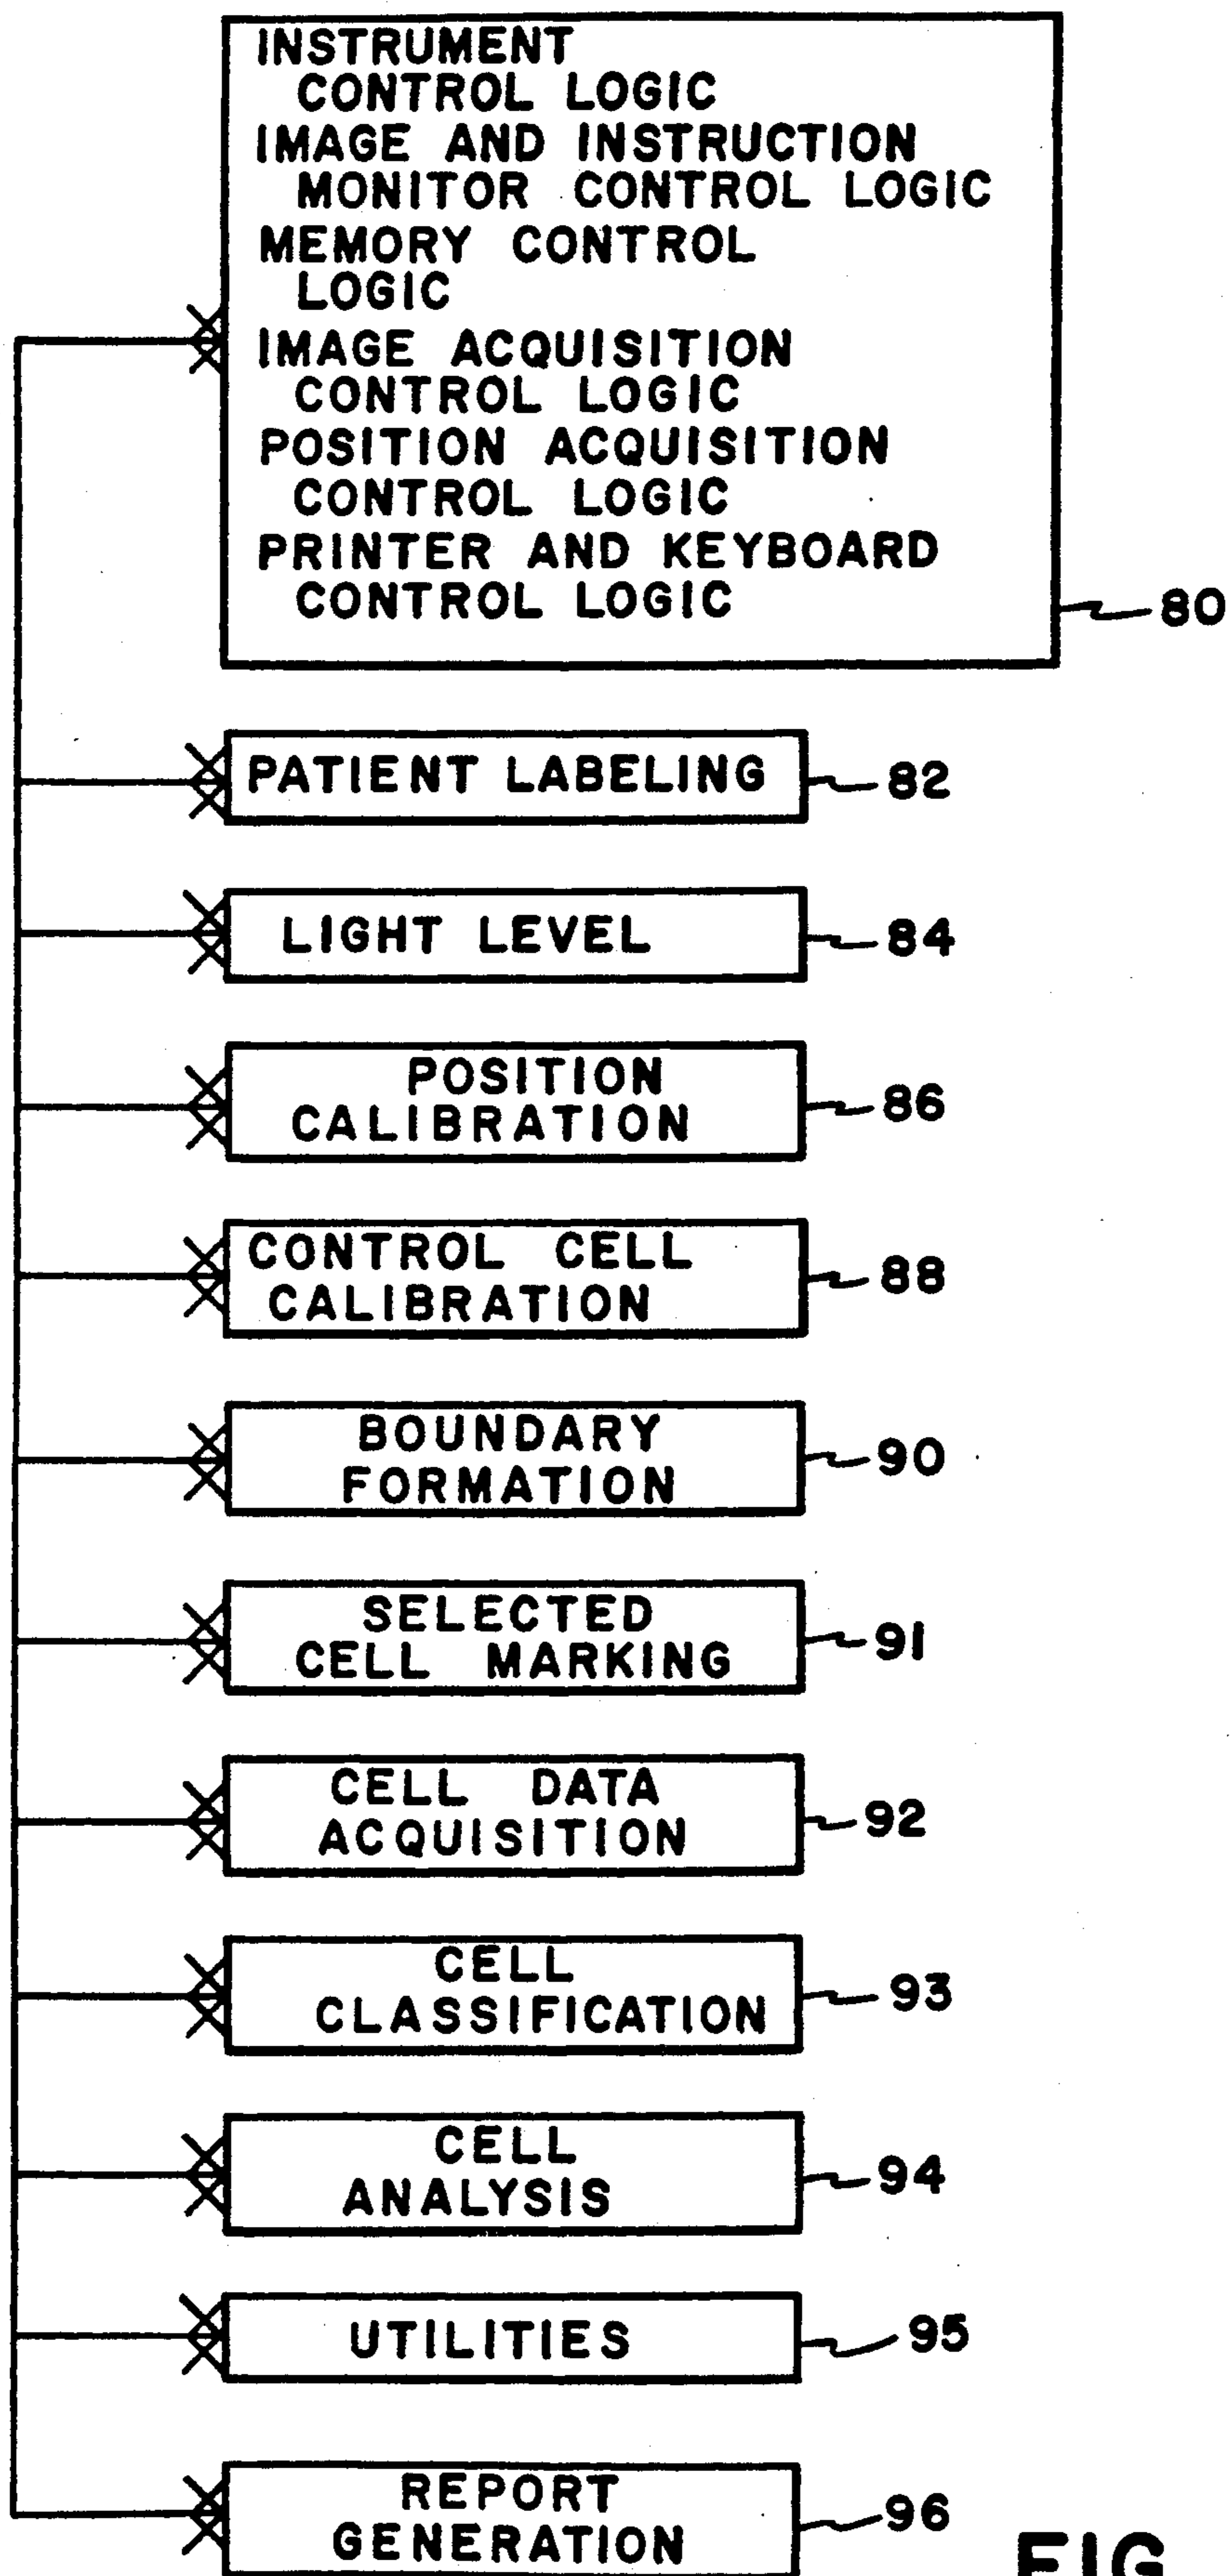 INSTRUMENT
CONTROL LOGIC
IMAGE AND INSTRUCTION
MONITOR CONTROL LOGIC
MEMORY CONTROL
LOGIC
IMAGE ACQUISITION
CONTROL LOGIC
POSITION ACQUISITION
CONTROL LOGIC
PRINTER AND KEYBOARD
CONTROL LOGIC
80
PATIENT LABELING
82
LIGHT LEVEL
84
POSITION
CALIBRATION
86
CONTROL CELL
CALIBRATION
88
BOUNDARY
FORMATION
90
SELECTED
CELL MARKING
91
CELL DATA
ACQUISITION
92
CELL
CLASSIFICATION
93
CELL
ANALYSIS
94
UTILITIES
95
REPORT
GENERATION
96
FIG